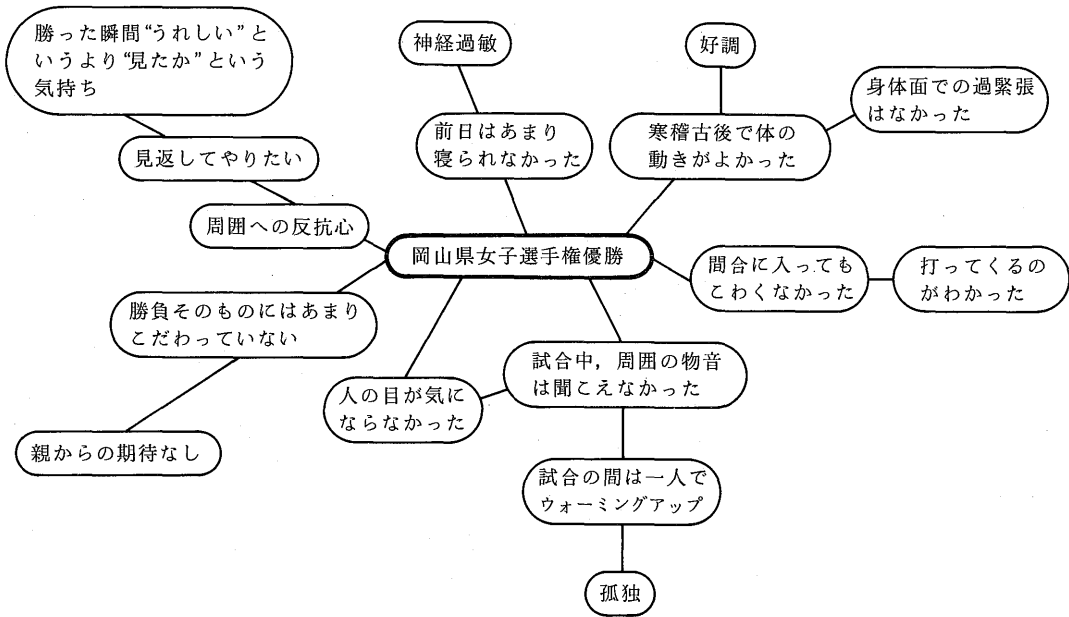 勝った瞬間“うれしい”と
いうより“見たか”という
気持ち
神経過敏
好調
身体面での過緊張
はなかった
見返してやりたい
前日はあまり
寝られなかった
寒稽古後で体の
動きがよかった
周囲への反抗心
岡山県女子選手権優勝
間合に入っても
こわくなかった
打ってくるの
がわかった
勝負そのものにはあまり
こだわっていない
人の目が気に
ならなかった
試合中，周囲の物音
は聞こえなかった
親からの期待なし
試合の間は一人で
ウォーミングアップ
孤独